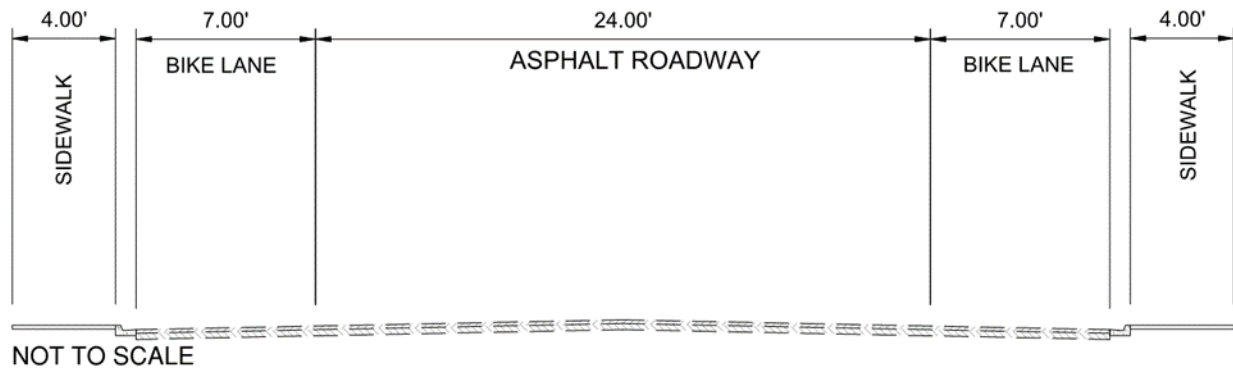 4.00' 7.00' 24.00' 7.00' 4.00'
BIKE LANE ASPHALT ROADWAY BIKE LANE
SIDEWALK SIDEWALK
NOT TO SCALE